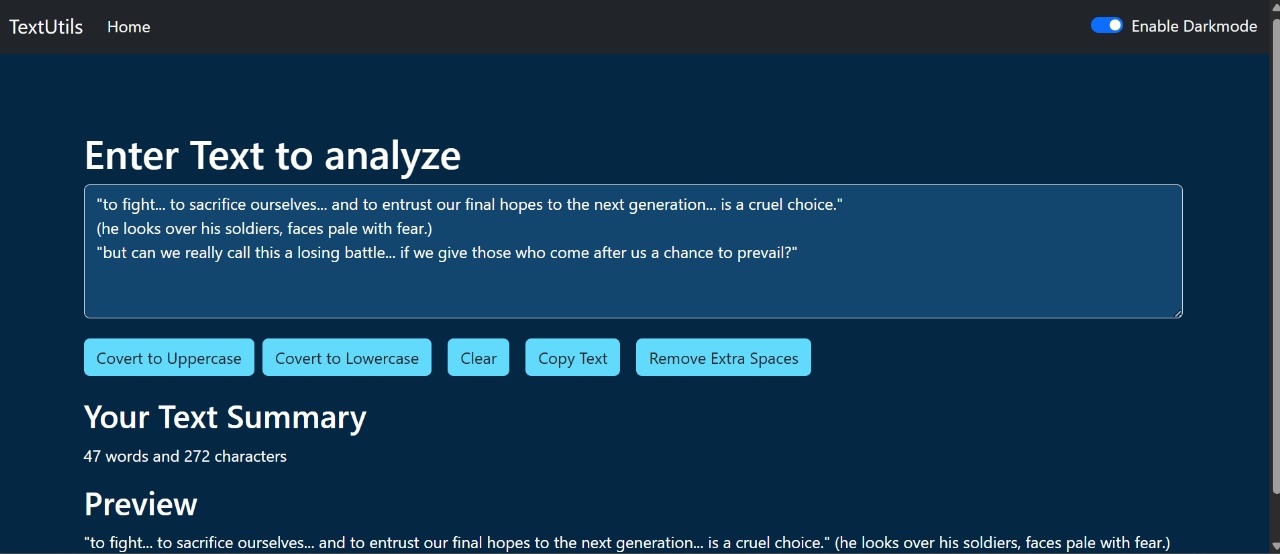 TextUtils Home Enable Darkmode
Enter Text to analyze
"to fight... to sacrifice ourselves... and to entrust our final hopes to the next generation... is a cruel choice."
(he looks over his soldiers, faces pale with fear.)
"but can we really call this a losing battle... if we give those who come after us a chance to prevail?"
Covert to Uppercase Covert to Lowercase Clear Copy Text Remove Extra Spaces
Your Text Summary
47 words and 272 characters
Preview
"to fight... to sacrifice ourselves... and to entrust our final hopes to the next generation... is a cruel choice." (he looks over his soldiers, faces pale with fear.)